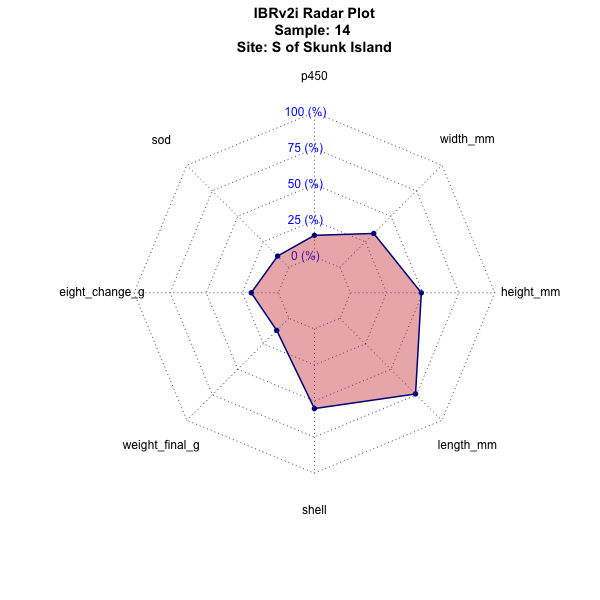 IBRv2i Radar Plot
Sample: 14
Site: S of Skunk Island
p450
100 (%)
sod
width_mm
75 (%)
50 (%)
25 (%)
0 (%)
eight_change_g
height_mm
weight_final_g
length_mm
shell